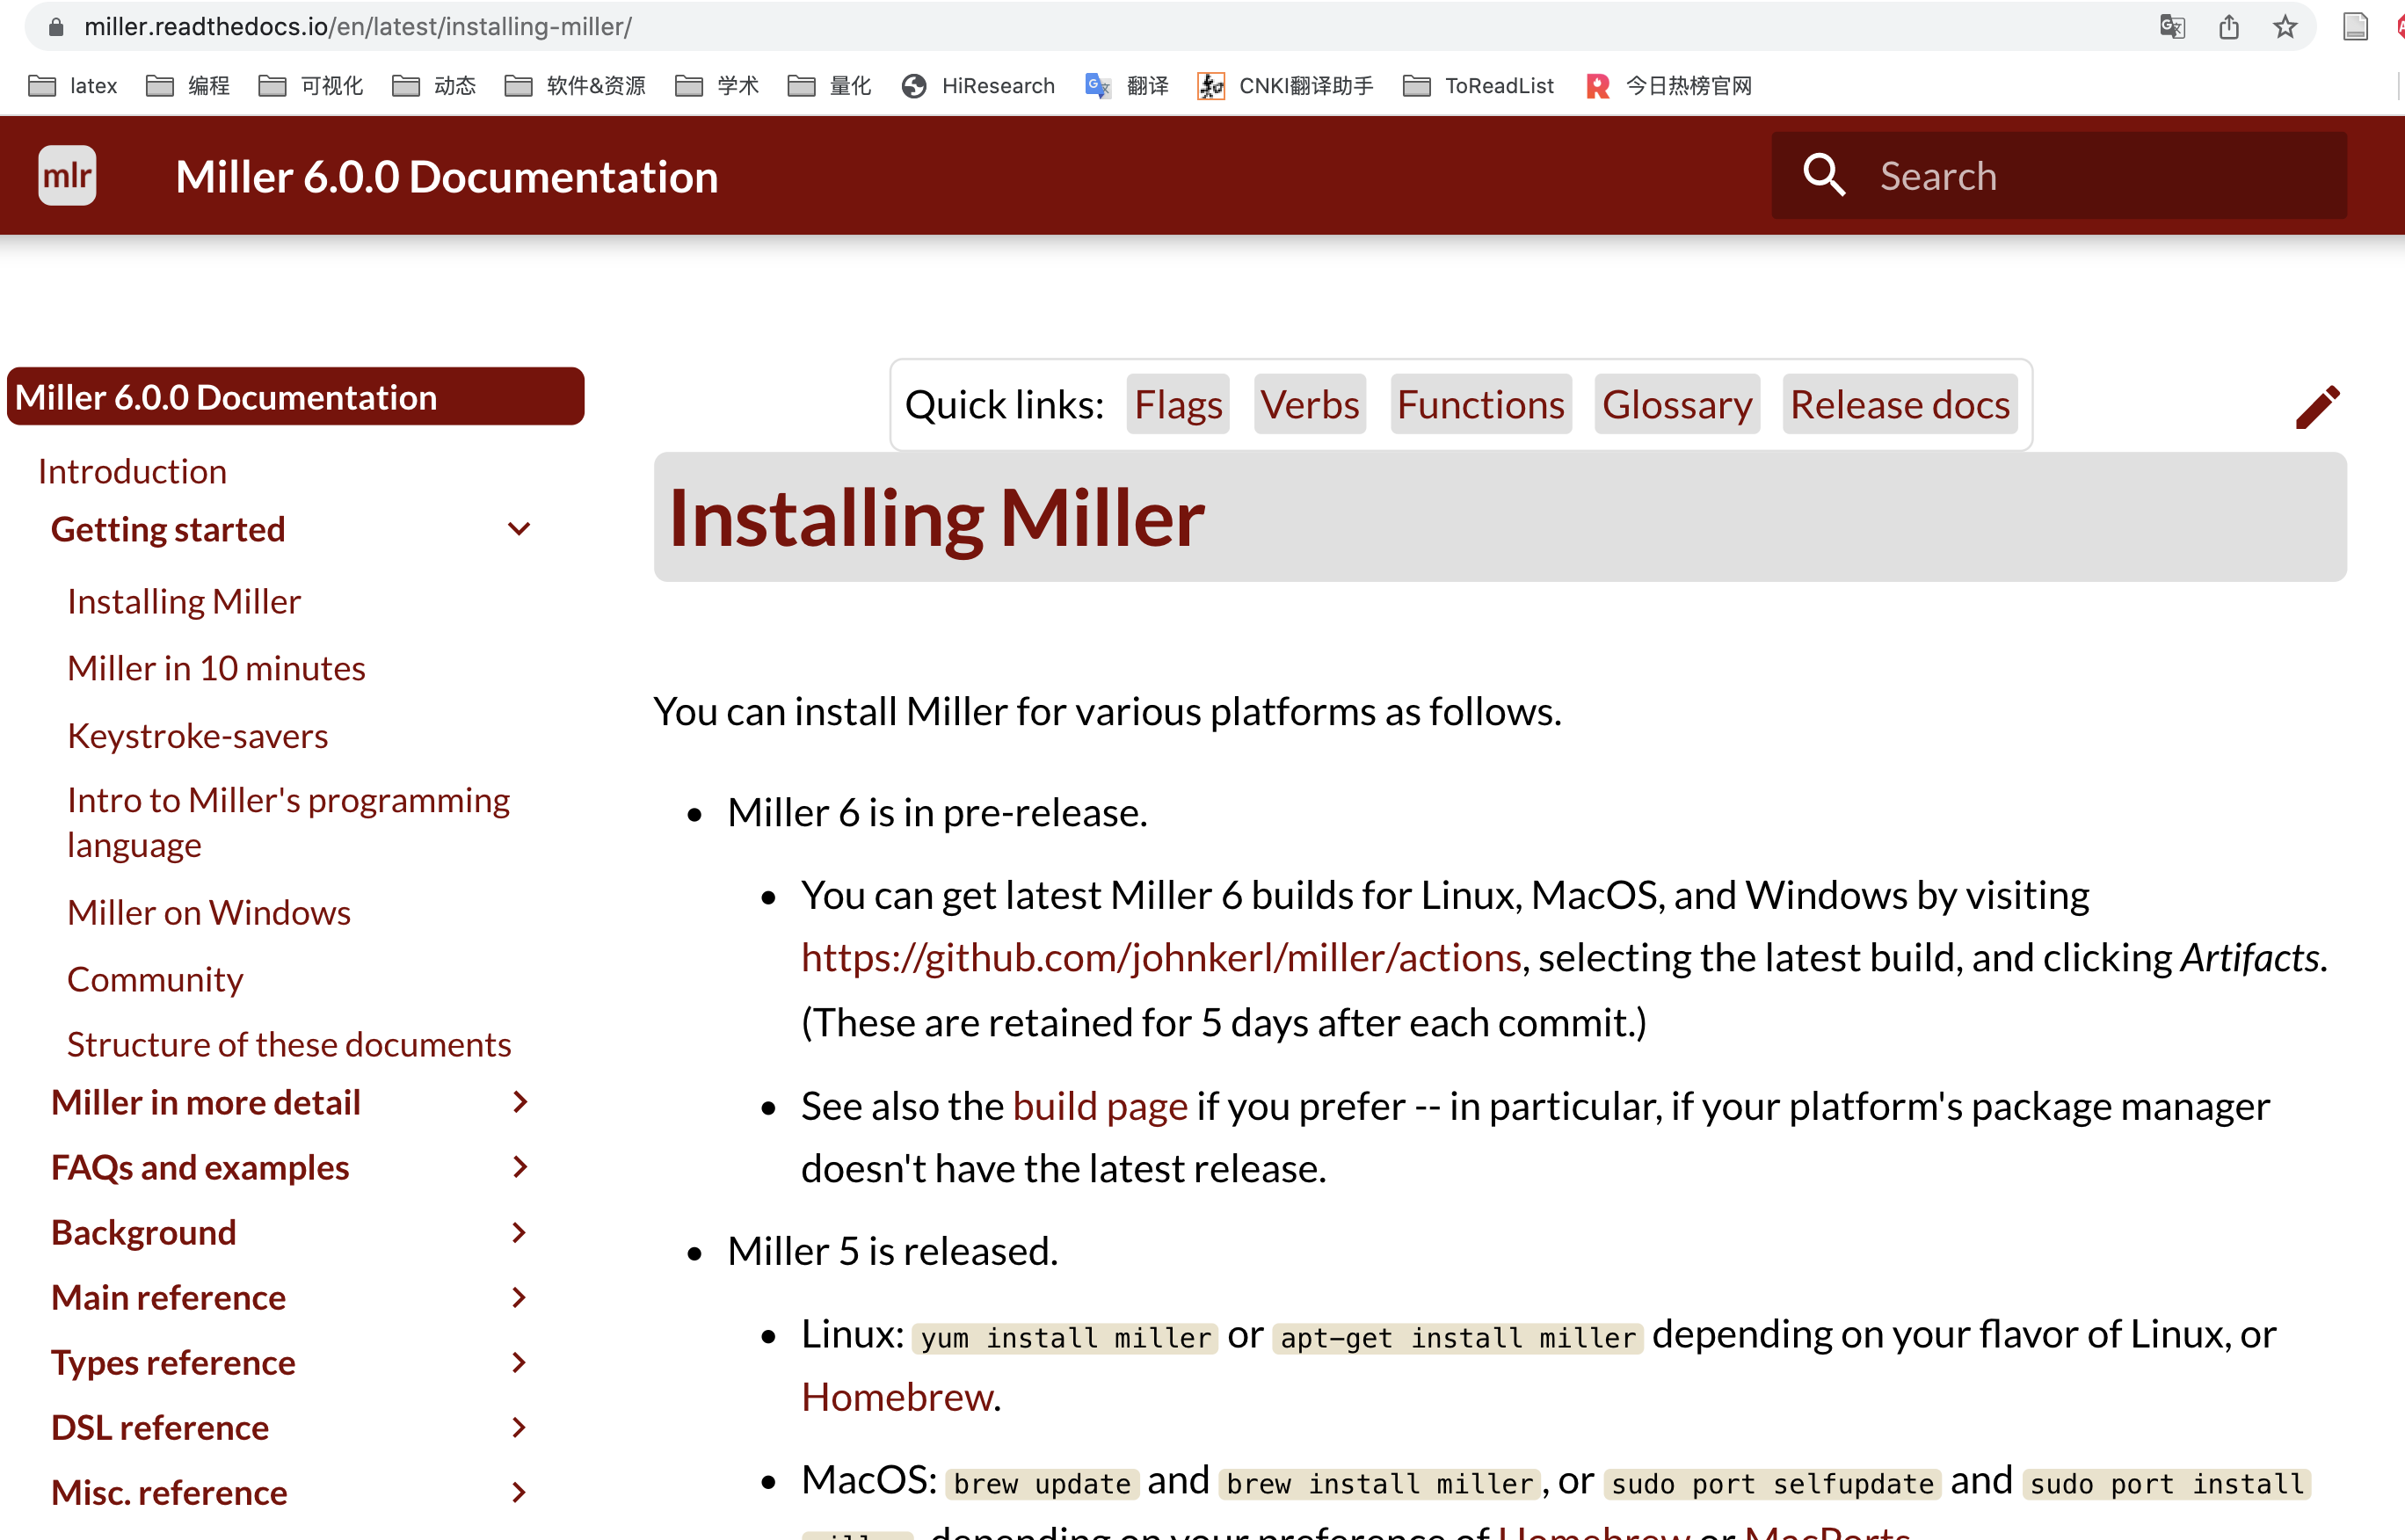 miller.readthedocs.io/en/latest/installing-miller/
latex 编程 可视化 动态 软件&资源 学术 量化 HiResearch 翻译 CNKI翻译助手 ToReadList 今日热榜官网
mlr Miller 6.0.0 Documentation Search
Miller 6.0.0 Documentation
Introduction
Getting started
Installing Miller
Miller in 10 minutes
Keystroke-savers
Intro to Miller's programming
language
Miller on Windows
Community
Structure of these documents
Miller in more detail
FAQs and examples
Background
Main reference
Types reference
DSL reference
Misc. reference
Quick links: Flags Verbs Functions Glossary Release docs
Installing Miller
You can install Miller for various platforms as follows.
• Miller 6 is in pre-release.
• You can get latest Miller 6 builds for Linux, MacOS, and Windows by visiting
https://github.com/johnkerl/miller/actions, selecting the latest build, and clicking Artifacts.
(These are retained for 5 days after each commit.)
• See also the build page if you prefer -- in particular, if your platform's package manager
doesn't have the latest release.
• Miller 5 is released.
• Linux: yum install miller or apt-get install miller depending on your flavor of Linux, or
Homebrew.
• MacOS: brew update and brew install miller, or sudo port selfupdate and sudo port install
depending on your preference of Homebrew or MacPorts.